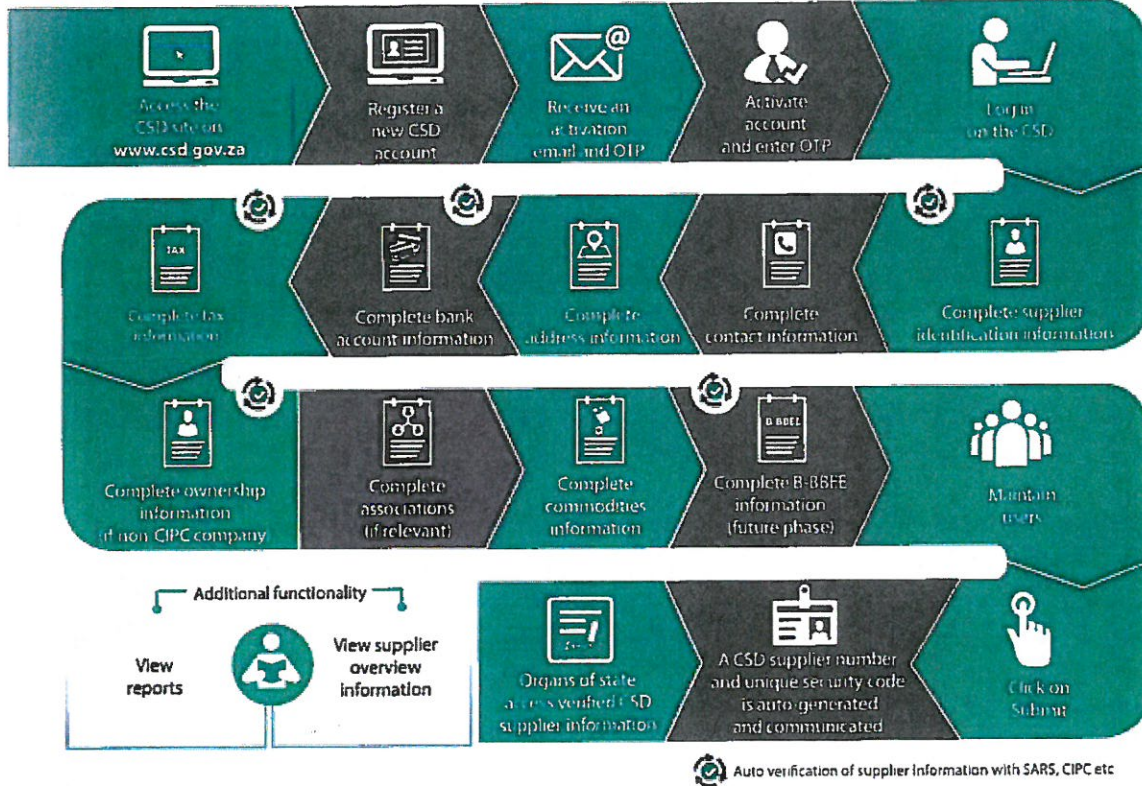 Access the
CSD site on
www.csd.gov.za
Register a
new CSD
account
Receive an
activation
email and OTP
Activate
account
and enter OTP
Log in
on the CSD
Complete supplier
identification information
Complete
contact information
Complete
address information
Complete bank
account information
TAX
Complete tax
information
Complete ownership
information
(if non CIPC company)
Complete
associations
(if relevant)
Complete
commodities
information
Complete B-BBEE
information
(future phase)
Maintain
users
Click on
Submit
A CSD supplier number
and unique security code
is auto-generated
and communicated
Organs of state
access verified CSD
supplier information
Additional functionality
View
reports
View supplier
overview
information
Auto verification of supplier Information with SARS, CIPC etc